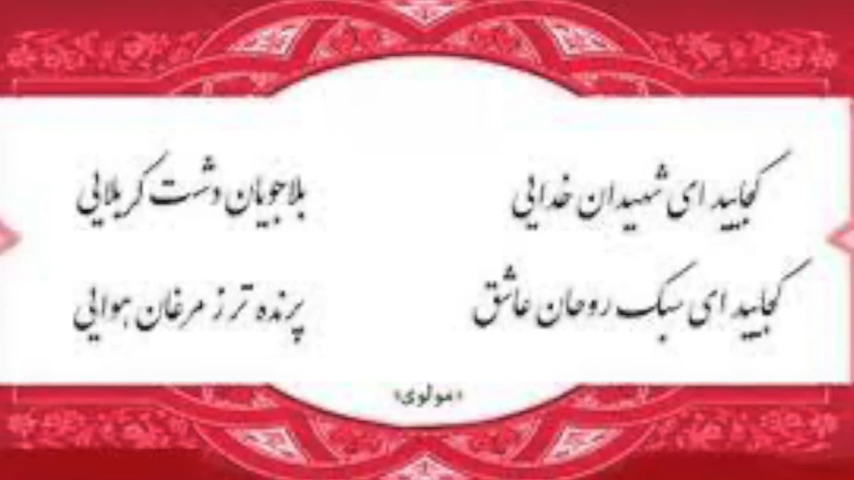 کجایید ای شهیدان خدایی بلاجویان دشت کربلایی
کجایید ای سبک روحان عاشق پرنده تر ز مرغان هوایی
«مولوی»